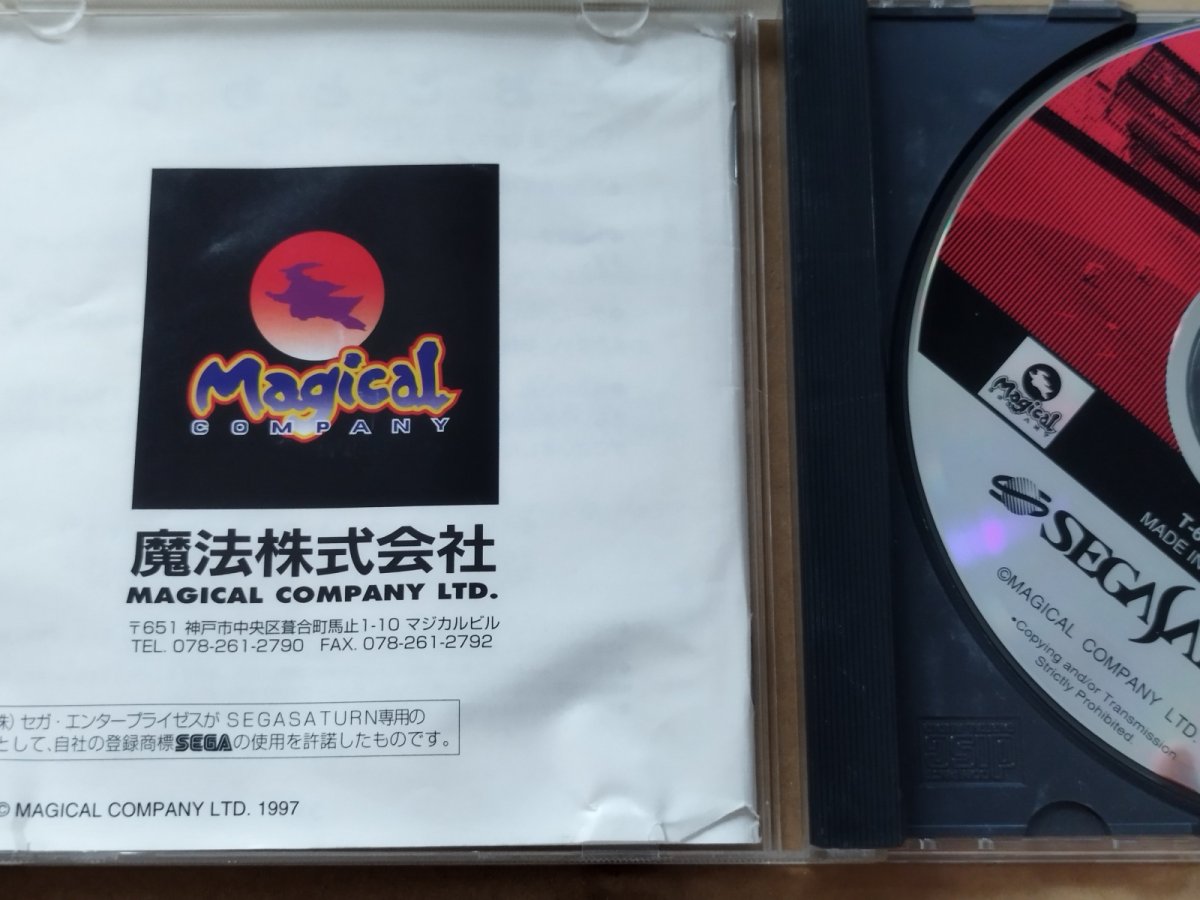 Magical
COMPANY
魔法株式会社
MAGICAL COMPANY LTD.
〒651 神戸市中央区葺合町馬止1-10 マジカルビル
TEL. 078-261-2790 FAX. 078-261-2792
株) セガ・エンタープライゼスが SEGASATURN専用の
として、自社の登録商標SEGAの使用を許諾したものです。
© MAGICAL COMPANY LTD. 1997
Magical
COMPANY
MADE IN
SEGA SA
©MAGICAL COMPANY LTD.
•Copying and/or Transmission
Strictly Prohibited.